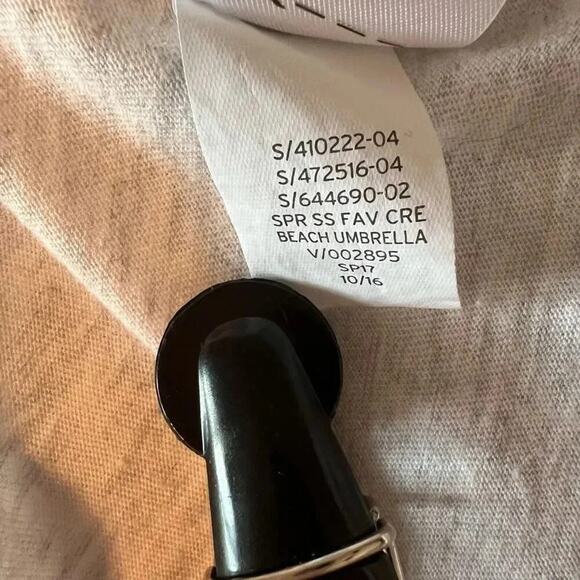 S/410222-04
S/472516-04
S/644690-02
SPR SS FAV CRE
BEACH UMBRELLA
V/002895
SP17
10/16